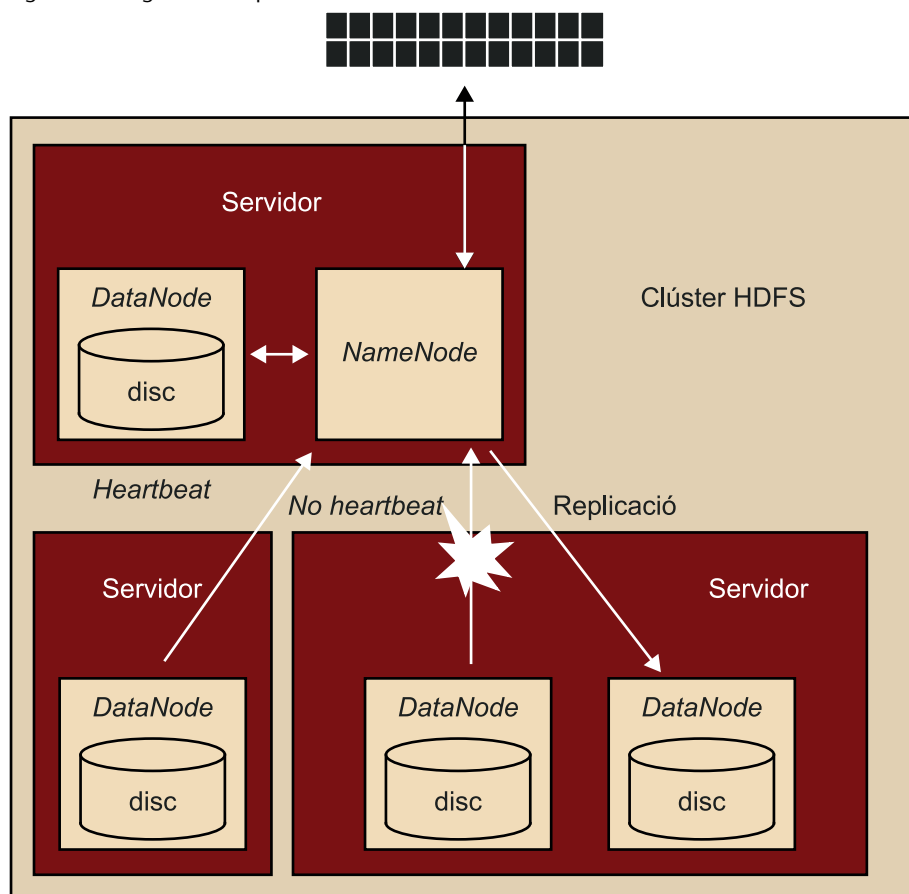 Servidor
DataNode
disc
NameNode
Clúster HDFS
Heartbeat
No heartbeat
Replicació
Servidor
DataNode
disc
Servidor
DataNode
disc
DataNode
disc